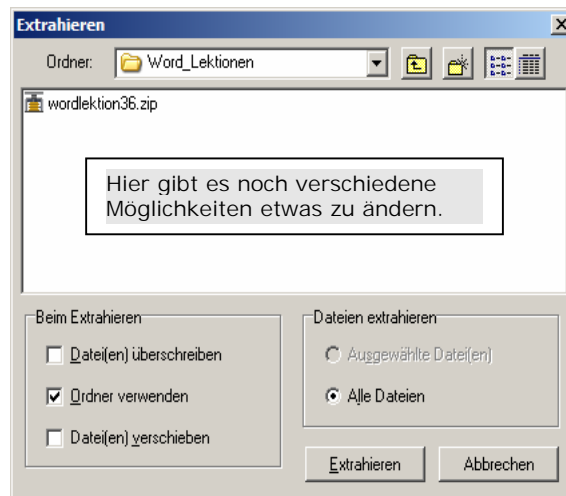 Extrahieren
Ordner: Word_Lektionen
wordlektion36.zip
Hier gibt es noch verschiedene
Möglichkeiten etwas zu ändern.
Beim Extrahieren
Datei(en) überschreiben
Ordner verwenden
Datei(en) verschieben
Dateien extrahieren
Ausgewählte Datei(en)
Alle Dateien
Extrahieren
Abbrechen